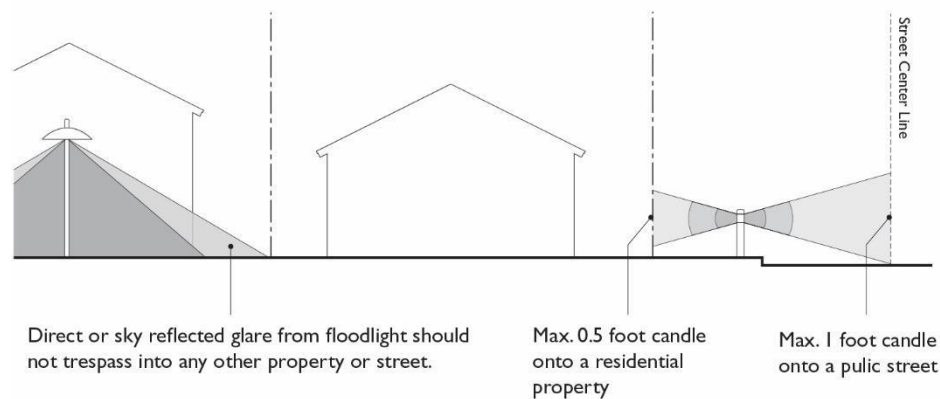 Street Center Line
Direct or sky reflected glare from floodlight should
not trespass into any other property or street.
Max. 0.5 foot candle
onto a residential
property
Max. 1 foot candle
onto a pulic street